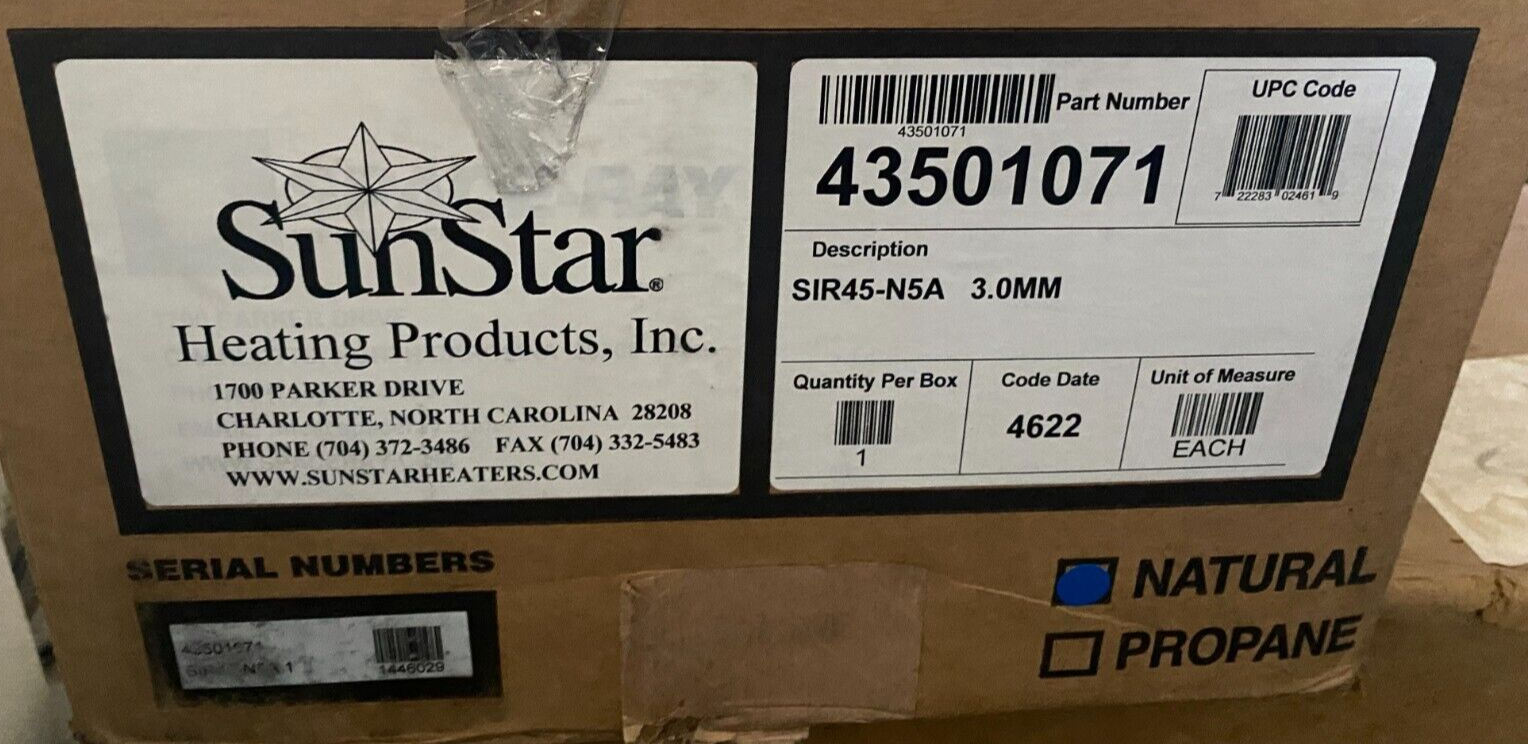 SunStar®
Heating Products, Inc.
1700 PARKER DRIVE
CHARLOTTE, NORTH CAROLINA 28208
PHONE (704) 372-3486 FAX (704) 332-5483
WWW.SUNSTARHEATERS.COM
Part Number
43501071
43501071
UPC Code
7 22283 02461 9
Description
SIR45-N5A 3.0MM
Quantity Per Box
1
Code Date
4622
Unit of Measure
EACH
SERIAL NUMBERS
1446029
NATURAL
PROPANE